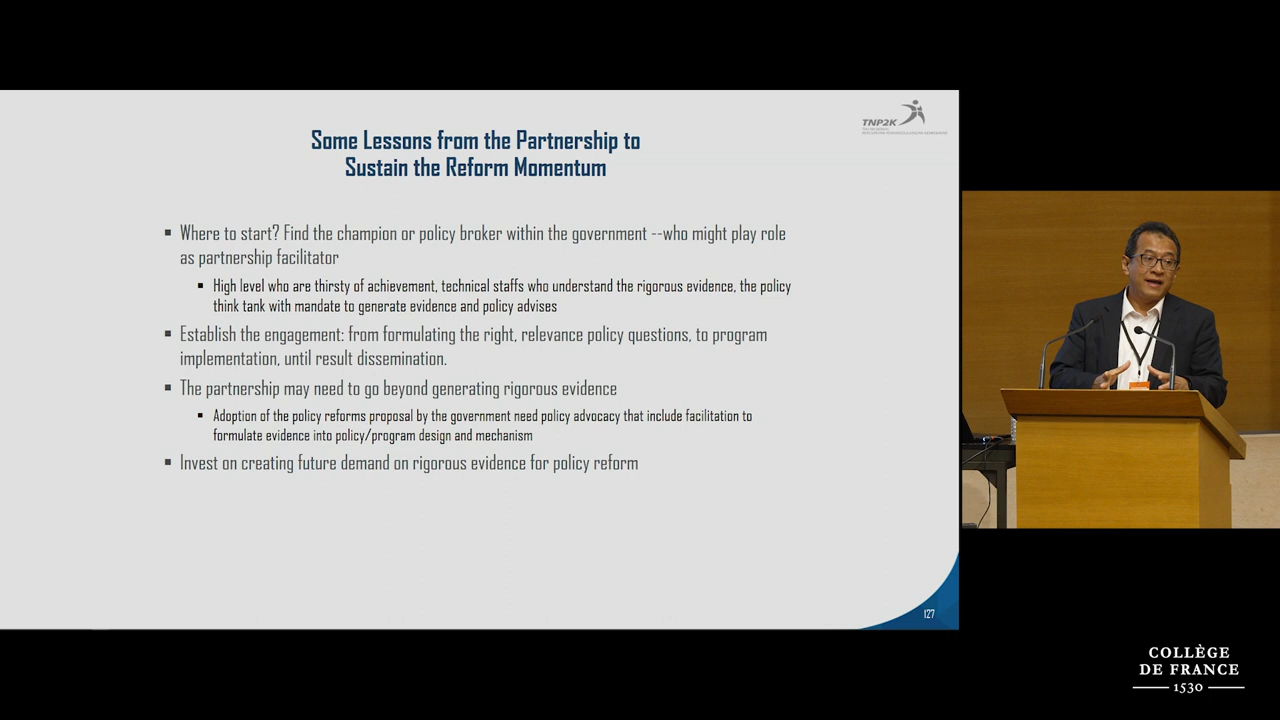 TNP2K
Some Lessons from the Partnership to
Sustain the Reform Momentum
▪ Where to start? Find the champion or policy broker within the government --who might play role
as partnership facilitator
▪ High level who are thirsty of achievement, technical staffs who understand the rigorous evidence, the policy
think tank with mandate to generate evidence and policy advises
▪ Establish the engagement: from formulating the right, relevance policy questions, to program
implementation, until result dissemination.
▪ The partnership may need to go beyond generating rigorous evidence
▪ Adoption of the policy reforms proposal by the government need policy advocacy that include facilitation to
formulate evidence into policy/program design and mechanism
▪ Invest on creating future demand on rigorous evidence for policy reform
127
COLLÈGE
DE FRANCE
1530